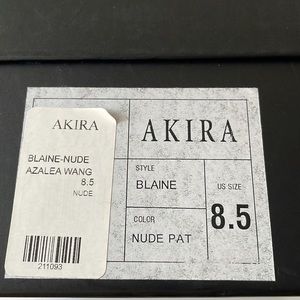 AKIRA
BLAINE-NUDE
AZALEA WANG
8.5
NUDE
211093
AKIRA
STYLE
BLAINE
COLOR
NUDE PAT
US SIZE
8.5